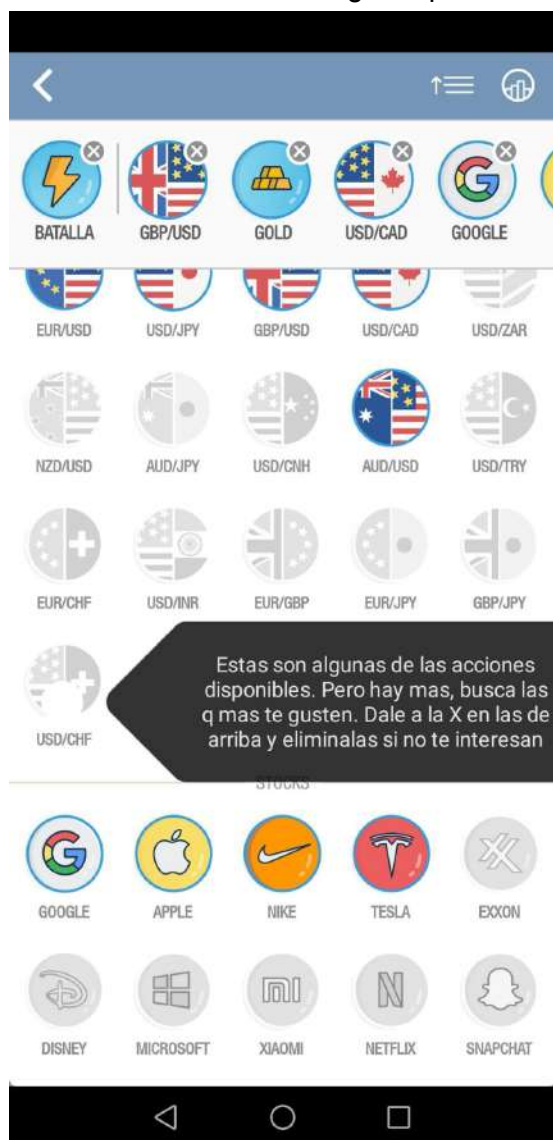 BATALLA GBP/USD GOLD USD/CAD GOOGLE
EUR/USD USD/JPY GBP/USD USD/CAD USD/ZAR
NZD/USD AUD/JPY USD/CNH AUD/USD USD/TRY
EUR/CHF USD/INR EUR/GBP EUR/JPY GBP/JPY
USD/CHF
Estas son algunas de las acciones
disponibles. Pero hay mas, busca las
q mas te gusten. Dale a la X en las de
arriba y eliminalas si no te interesan
STOCKS
GOOGLE APPLE NIKE TESLA EXXON
DISNEY MICROSOFT XIAOMI NETFLIX SNAPCHAT